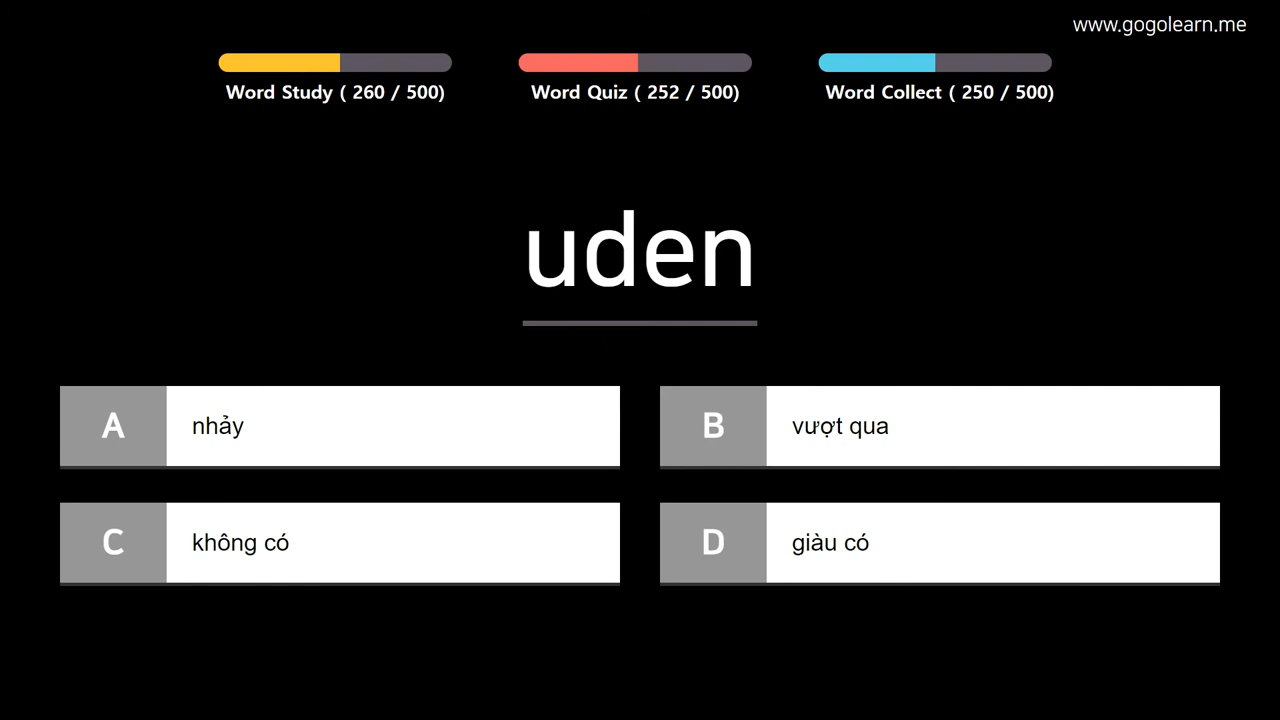 www.gogolearn.me
Word Study ( 260 / 500)
Word Quiz ( 252 / 500)
Word Collect ( 250 / 500)
uden
A nhảy
B vượt qua
C không có
D giàu có